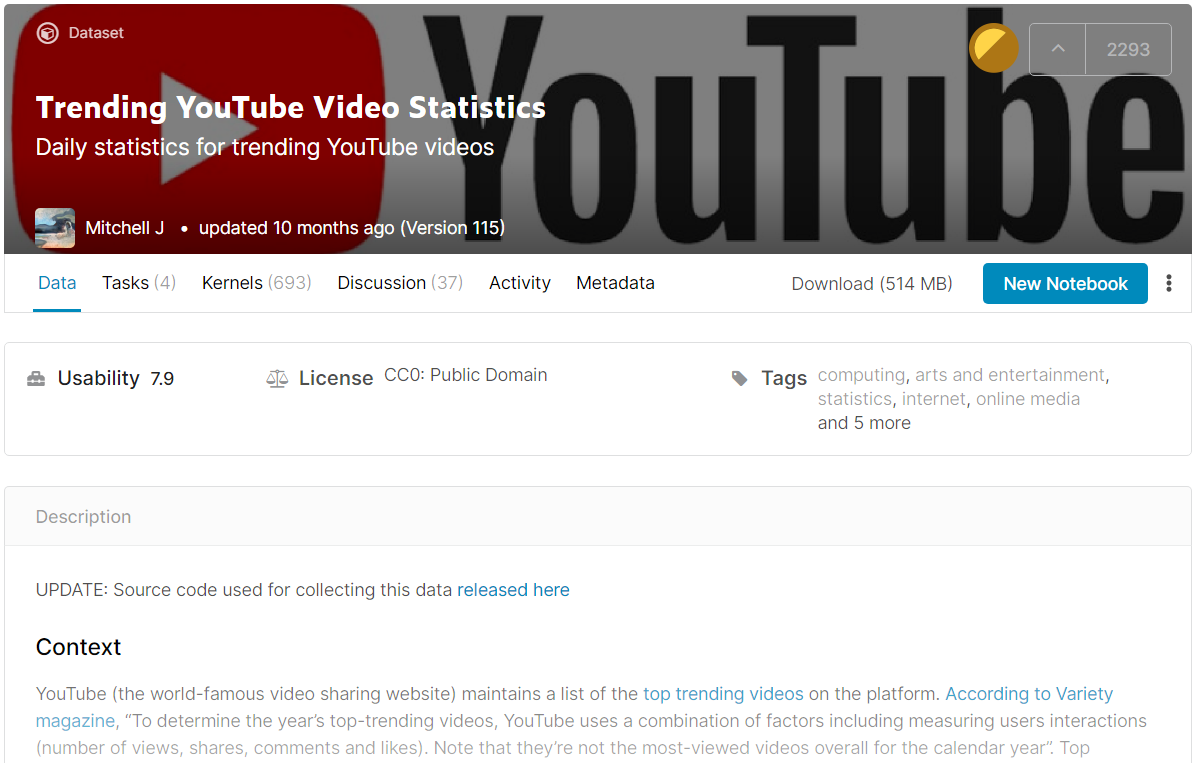 Dataset
2293
YouTube
Trending YouTube Video Statistics
Daily statistics for trending YouTube videos
Mitchell J • updated 10 months ago (Version 115)
Data Tasks (4) Kernels (693) Discussion (37) Activity Metadata Download (514 MB) New Notebook
Usability 7.9 License CC0: Public Domain Tags computing, arts and entertainment,
statistics, internet, online media
and 5 more
Description
UPDATE: Source code used for collecting this data released here
Context
YouTube (the world-famous video sharing website) maintains a list of the top trending videos on the platform. According to Variety
magazine, “To determine the year’s top-trending videos, YouTube uses a combination of factors including measuring users interactions
(number of views, shares, comments and likes). Note that they’re not the most-viewed videos overall for the calendar year”. Top